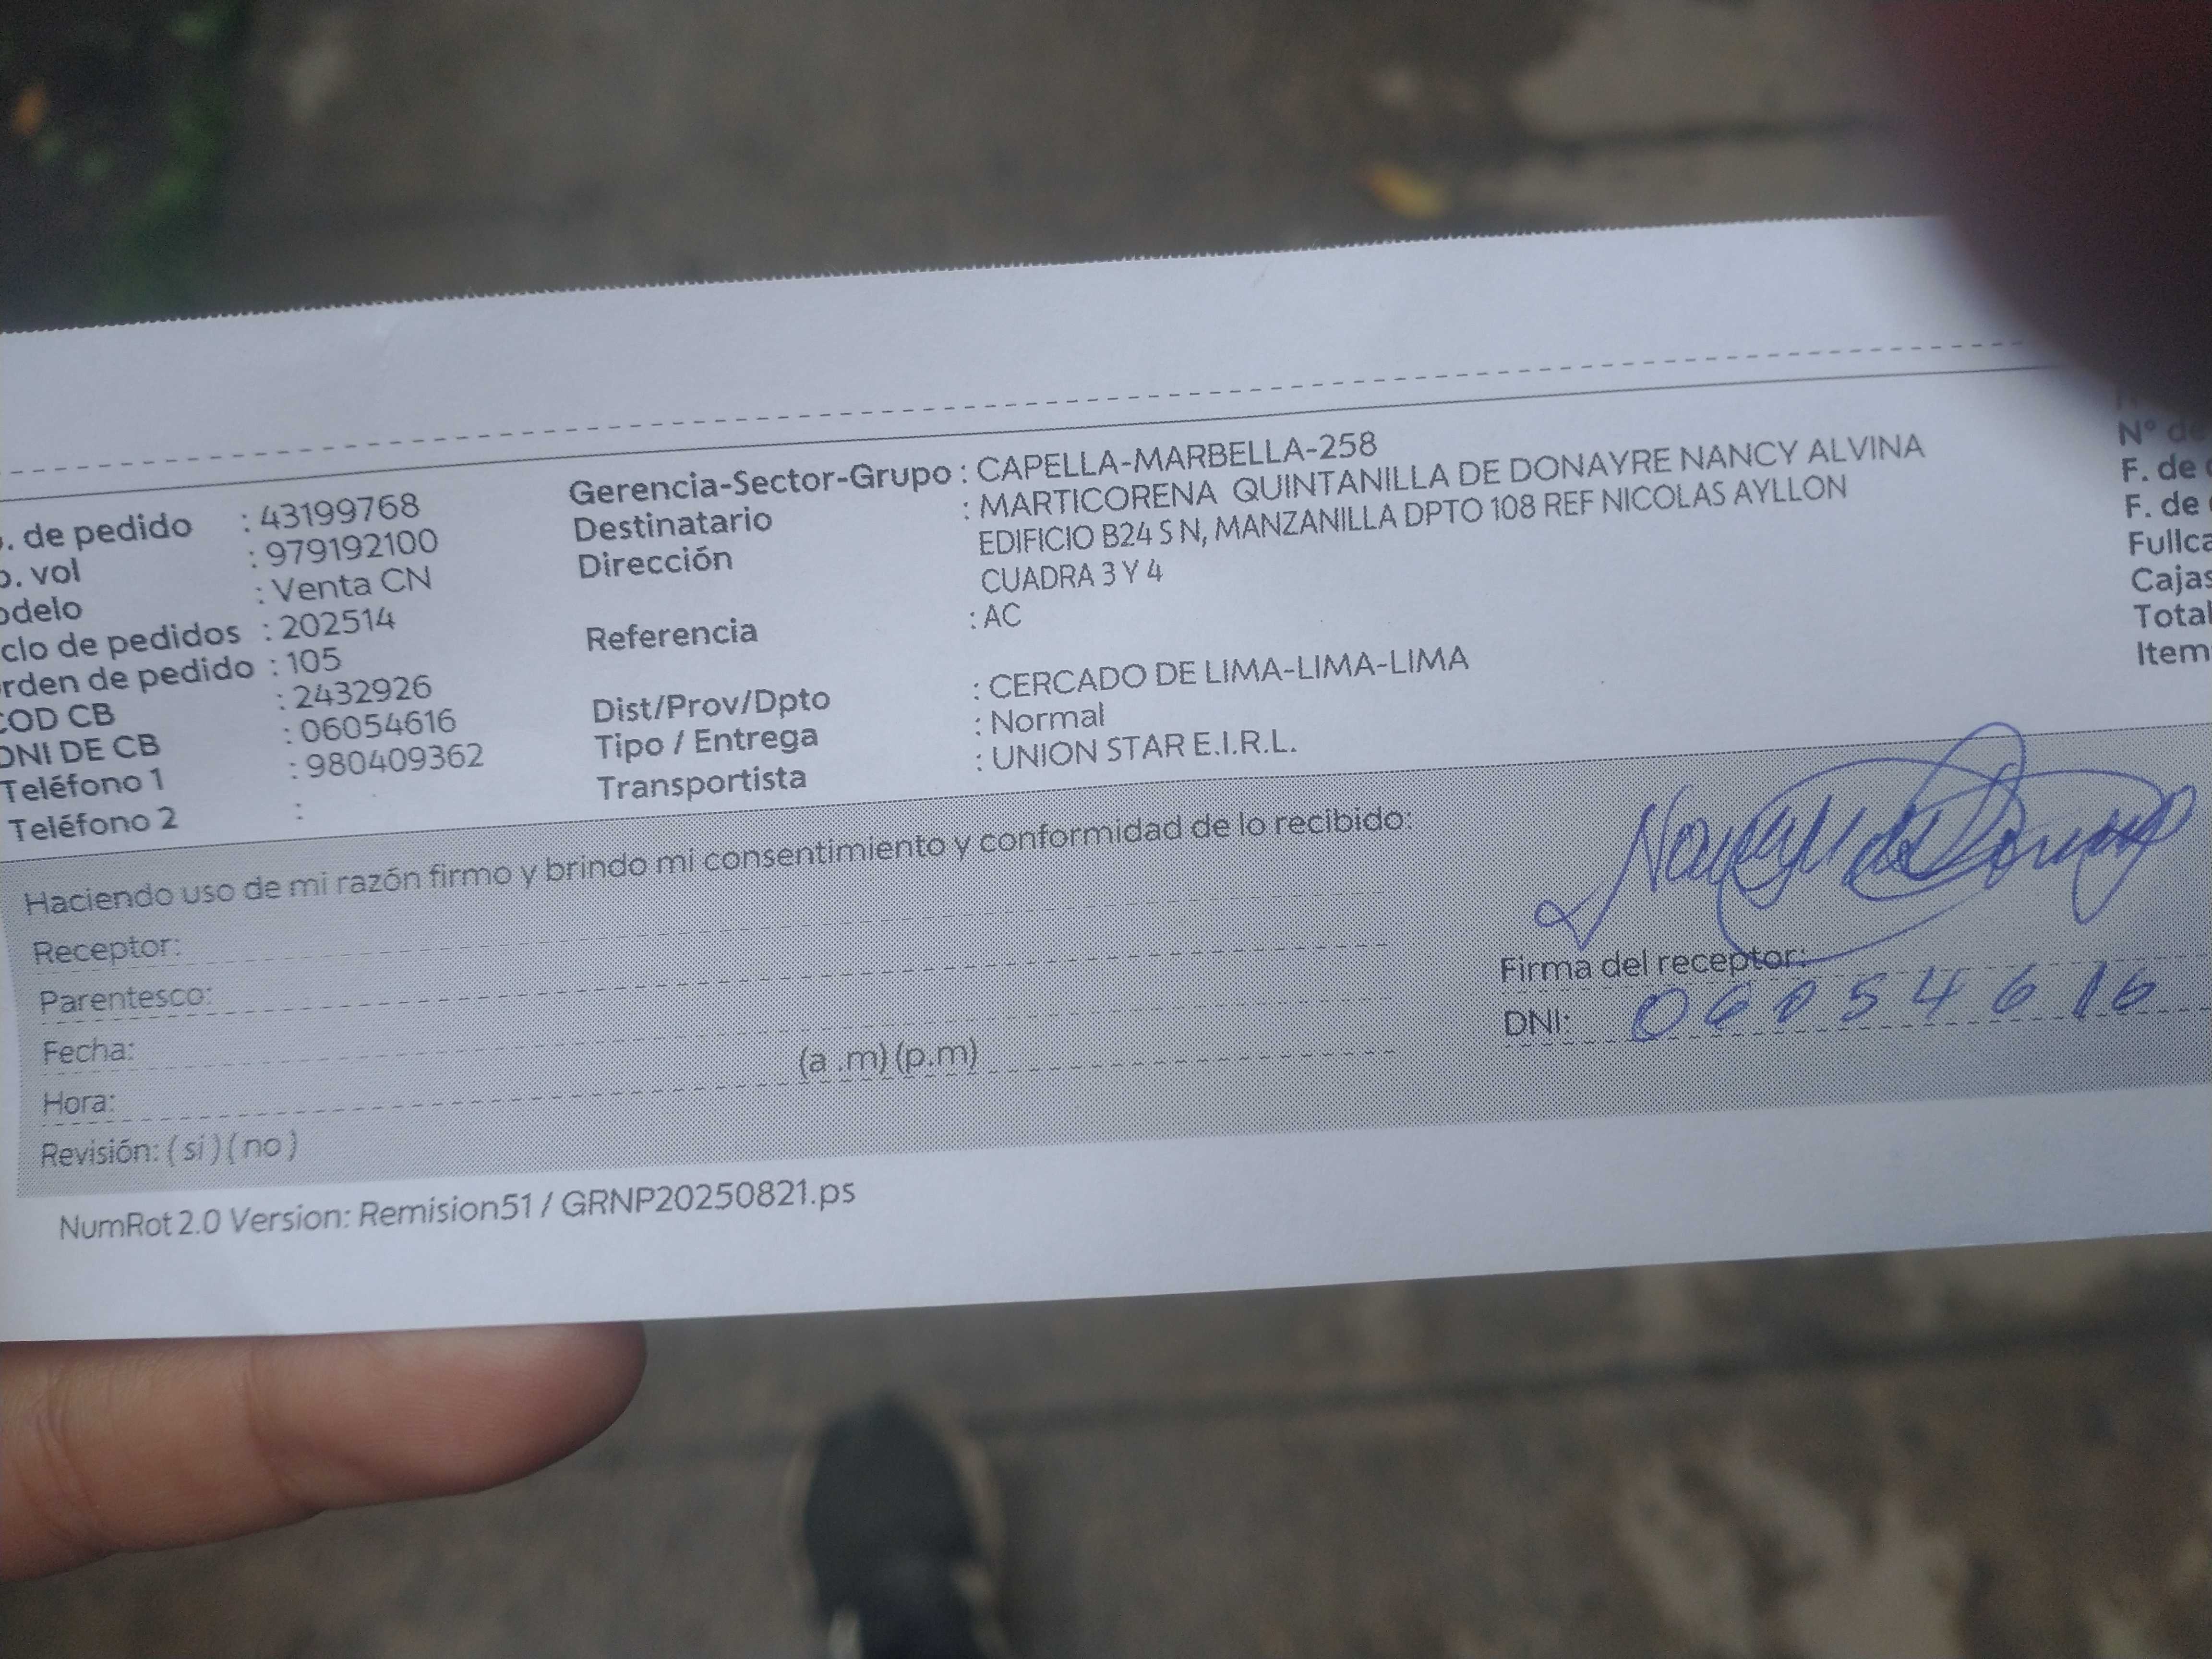 . de pedido : 43199768
o. vol : 979192100
odelo : Venta CN
clo de pedidos : 202514
rden de pedido : 105
COD CB : 2432926
DNI DE CB : 06054616
Teléfono 1 : 980409362
Teléfono 2 :
Gerencia-Sector-Grupo : CAPELLA-MARBELLA-258
Destinatario : MARTICORENA QUINTANILLA DE DONAYRE NANCY ALVINA
Dirección EDIFICIO B24 S N, MANZANILLA DPTO 108 REF NICOLAS AYLLON
CUADRA 3 Y 4
Referencia : AC
Dist/Prov/Dpto : CERCADO DE LIMA-LIMA-LIMA
Tipo / Entrega : Normal
Transportista : UNION STAR E.I.R.L.
N° de
F. de
F. de
Fullca
Cajas
Total
Item
Haciendo uso de mi razón firmo y brindo mi consentimiento y conformidad de lo recibido:
Receptor:
Parentesco:
Fecha:
Hora: (a .m) (p.m)
Revisión: ( si ) ( no )
Firma del receptor:
DNI: 06054616
NumRot 2.0 Version: Remision51 / GRNP20250821.ps